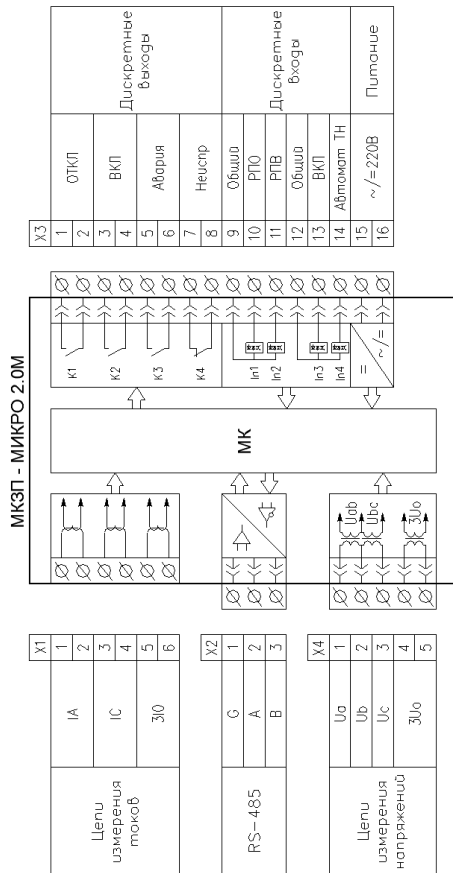 МКЗП - МИКРО 2.0М
X1
Цепи
измерения
токов
IA
1
2
IC
3
4
3I0
5
6
X2
RS-485
G
1
A
2
B
3
X4
Цепи
измерения
напряжений
Ua
1
Ub
2
Uc
3
3Uo
4
5
МК
Uab
Ubc
3Uo
K1
K2
K3
K4
In1
In2
In3
In4
=
~/=
X3
1
2
ОТКЛ
3
4
ВКЛ
5
6
Авария
7
8
Неиспр
Дискретные
выходы
9
Общий
10
РПО
11
РПВ
12
Общий
13
ВКЛ
14
Автомат ТН
Дискретные
входы
15
16
~/=220В
Питание